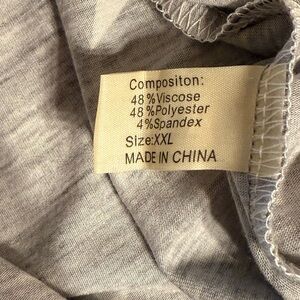 Compositon:
48%Viscose
48%Polyester
4%Spandex
Size:XXL
MADE IN CHINA